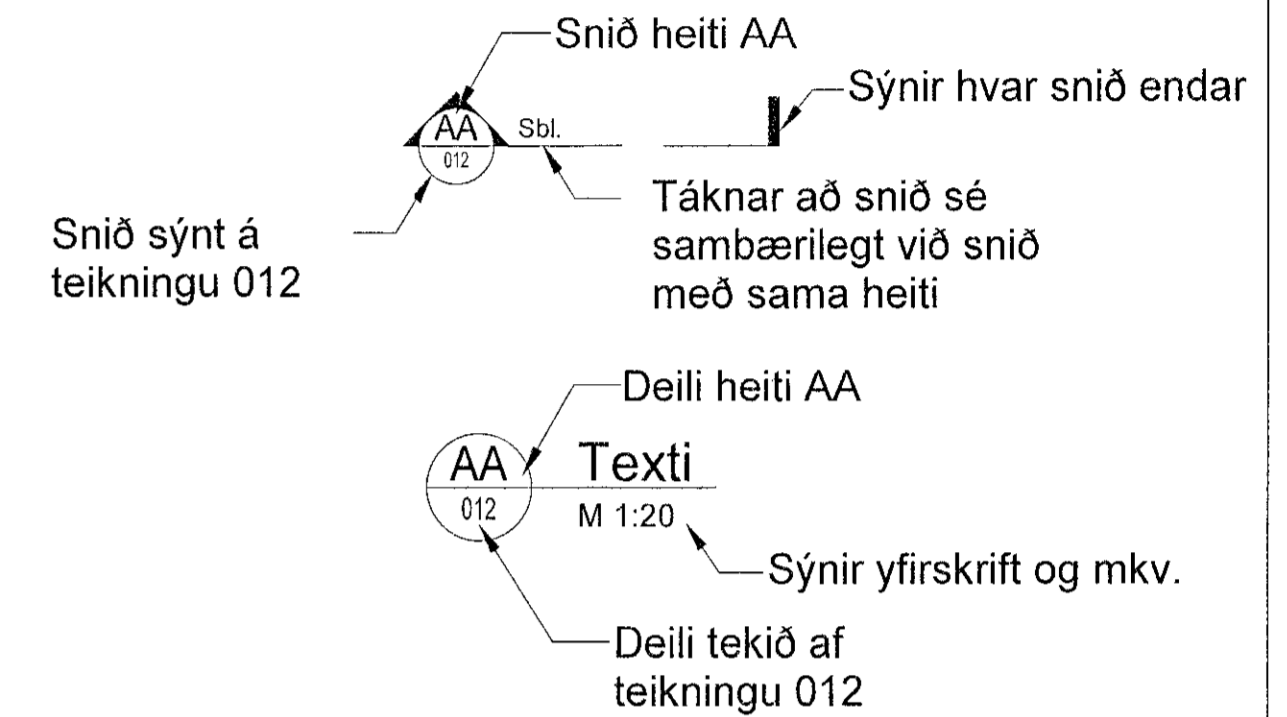 Snið heiti AA
Sýnir hvar snið endar
AA
Sbl.
012
Táknar að snið sé
sambærilegt við snið
með sama heiti
Snið sýnt á
teikningu 012
Deili heiti AA
AA
Texti
012
M 1:20
Sýnir yfirskrift og mkv.
Deili tekið af
teikningu 012